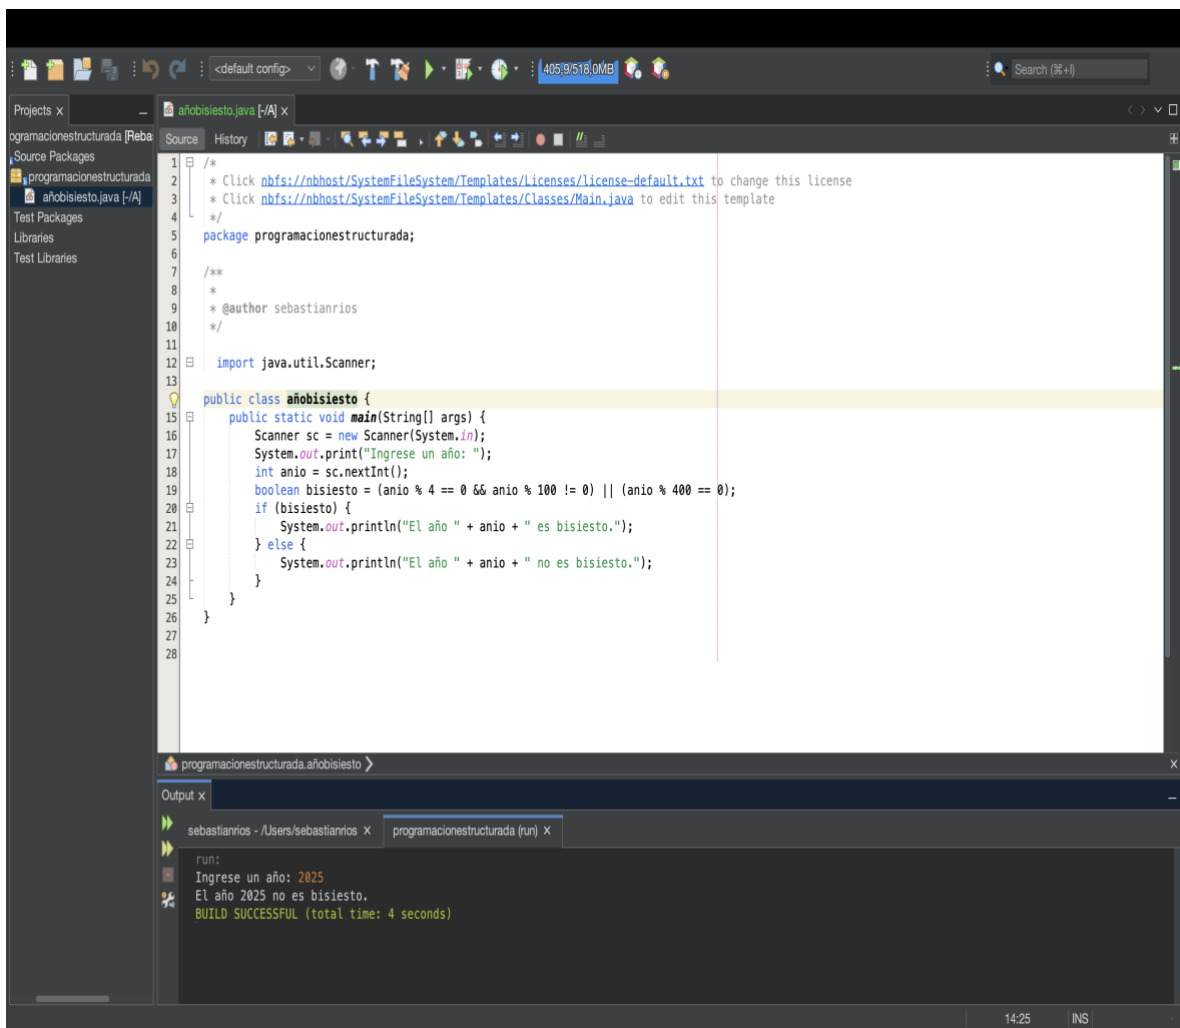 <default config>
405,9/518,0MB
Search (⌘+I)
Projects
ogramacionestructurada [Reba
Source Packages
programacionestructurada
añobisiesto.java [-/A]
Test Packages
Libraries
Test Libraries
añobisiesto.java [-/A]
Source History
1 /*
2 * Click nbfs://nbhost/SystemFileSystem/Templates/Licenses/license-default.txt to change this license
3 * Click nbfs://nbhost/SystemFileSystem/Templates/Classes/Main.java to edit this template
4 */
5 package programacionestructurada;
6
7 /**
8 *
9 * @author sebastianrios
10 */
11
12 import java.util.Scanner;
13
public class añobisiesto {
15 public static void main(String[] args) {
16 Scanner sc = new Scanner(System.in);
17 System.out.print("Ingrese un año: ");
18 int anio = sc.nextInt();
19 boolean bisiesto = (anio % 4 == 0 && anio % 100 != 0) || (anio % 400 == 0);
20 if (bisiesto) {
21 System.out.println("El año " + anio + " es bisiesto.");
22 } else {
23 System.out.println("El año " + anio + " no es bisiesto.");
24 }
25 }
26 }
27
28
programacionestructurada.añobisiesto
Output
sebastianrios - /Users/sebastianrios
programacionestructurada (run)
run:
Ingrese un año: 2025
El año 2025 no es bisiesto.
BUILD SUCCESSFUL (total time: 4 seconds)
14:25 INS